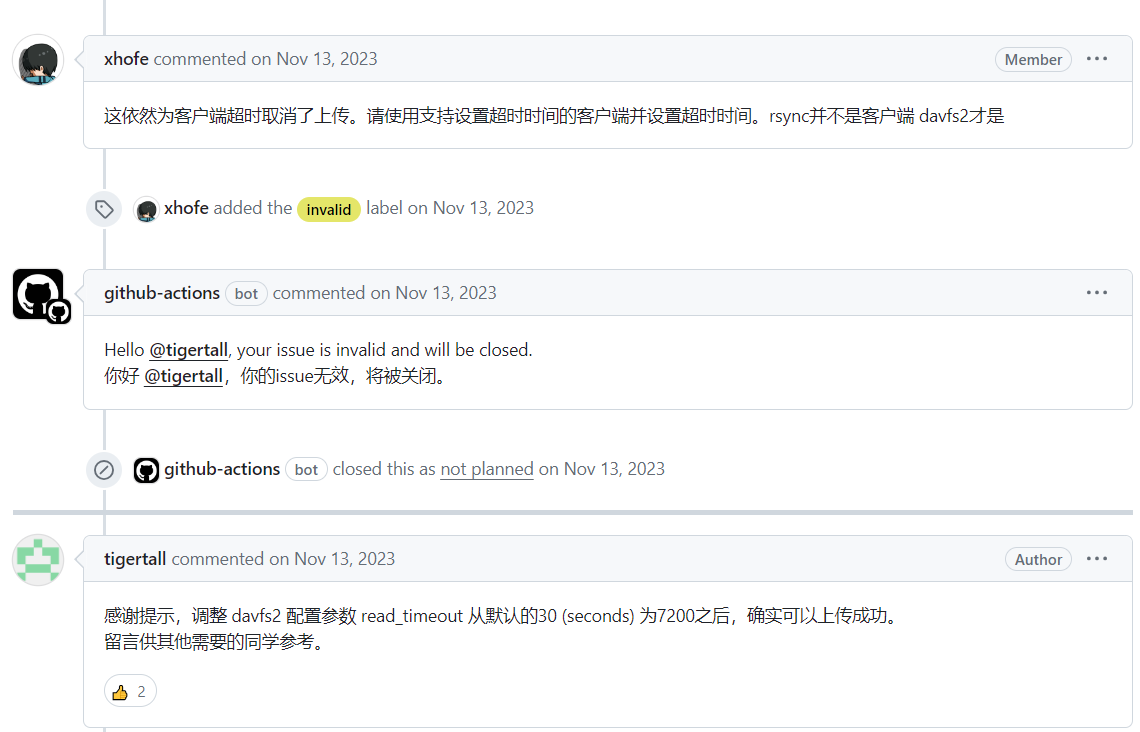 xhofe commented on Nov 13, 2023 Member
这依然为客户端超时取消了上传。请使用支持设置超时时间的客户端并设置超时时间。rsync并不是客户端 davfs2才是
xhofe added the invalid label on Nov 13, 2023
github-actions bot commented on Nov 13, 2023
Hello @tigertall, your issue is invalid and will be closed.
你好 @tigertall，你的issue无效，将被关闭。
github-actions bot closed this as not planned on Nov 13, 2023
tigertall commented on Nov 13, 2023 Author
感谢提示，调整 davfs2 配置参数 read_timeout 从默认的30 (seconds) 为7200之后，确实可以上传成功。
留言供其他需要的同学参考。
👍 2